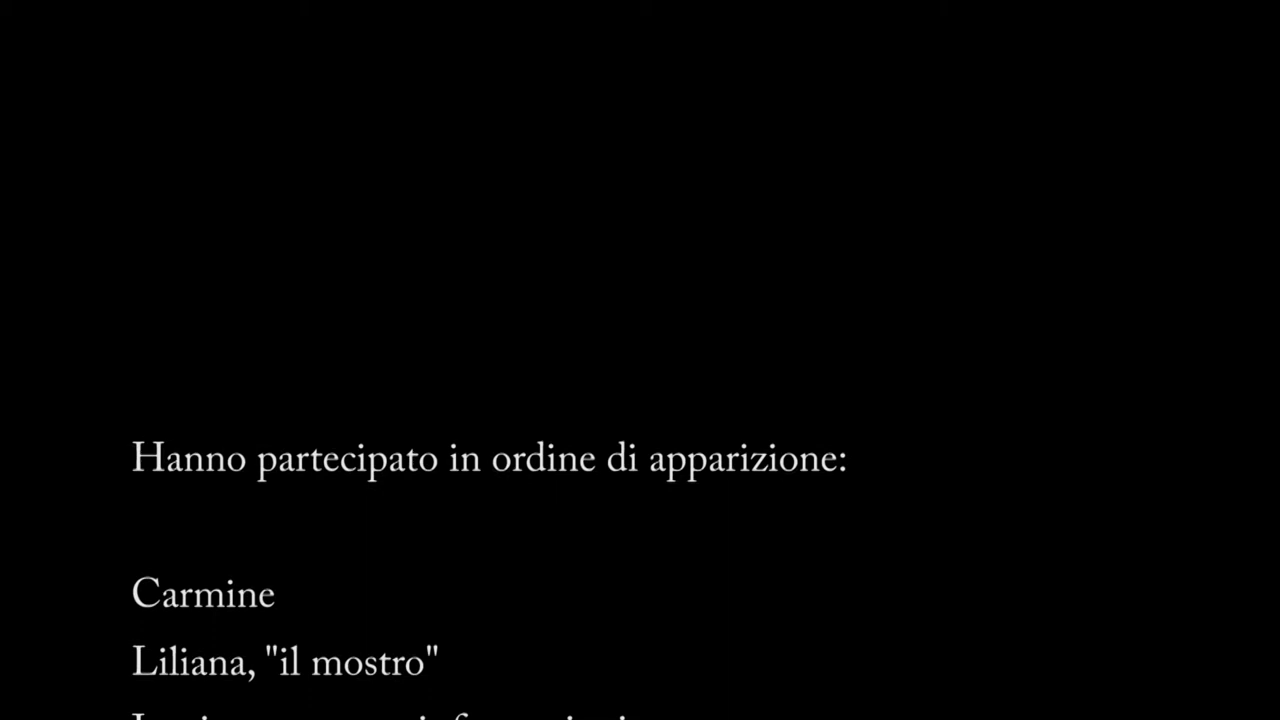 Hanno partecipato in ordine di apparizione:
Carmine
Liliana, "il mostro"